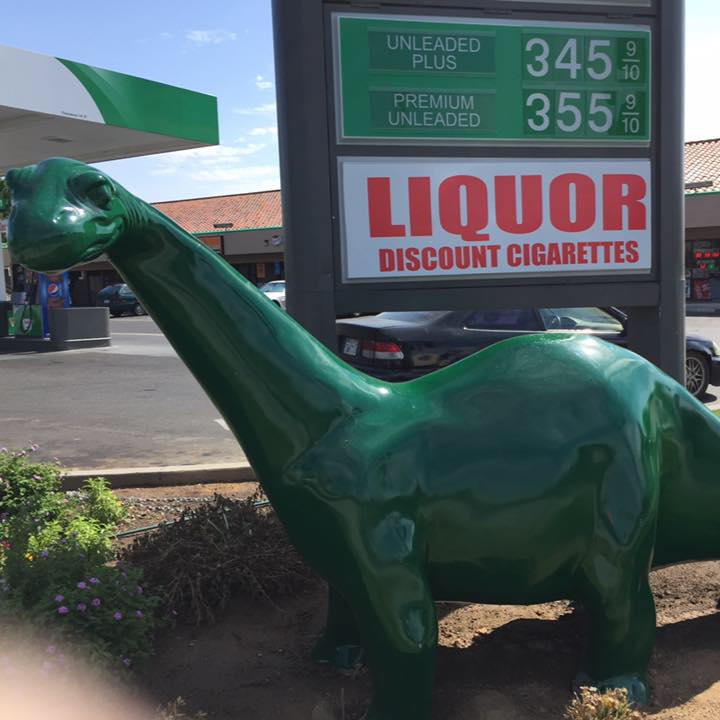 UNLEADED
PLUS
345 9/10
PREMIUM
UNLEADED
355 9/10
LIQUOR
DISCOUNT CIGARETTES